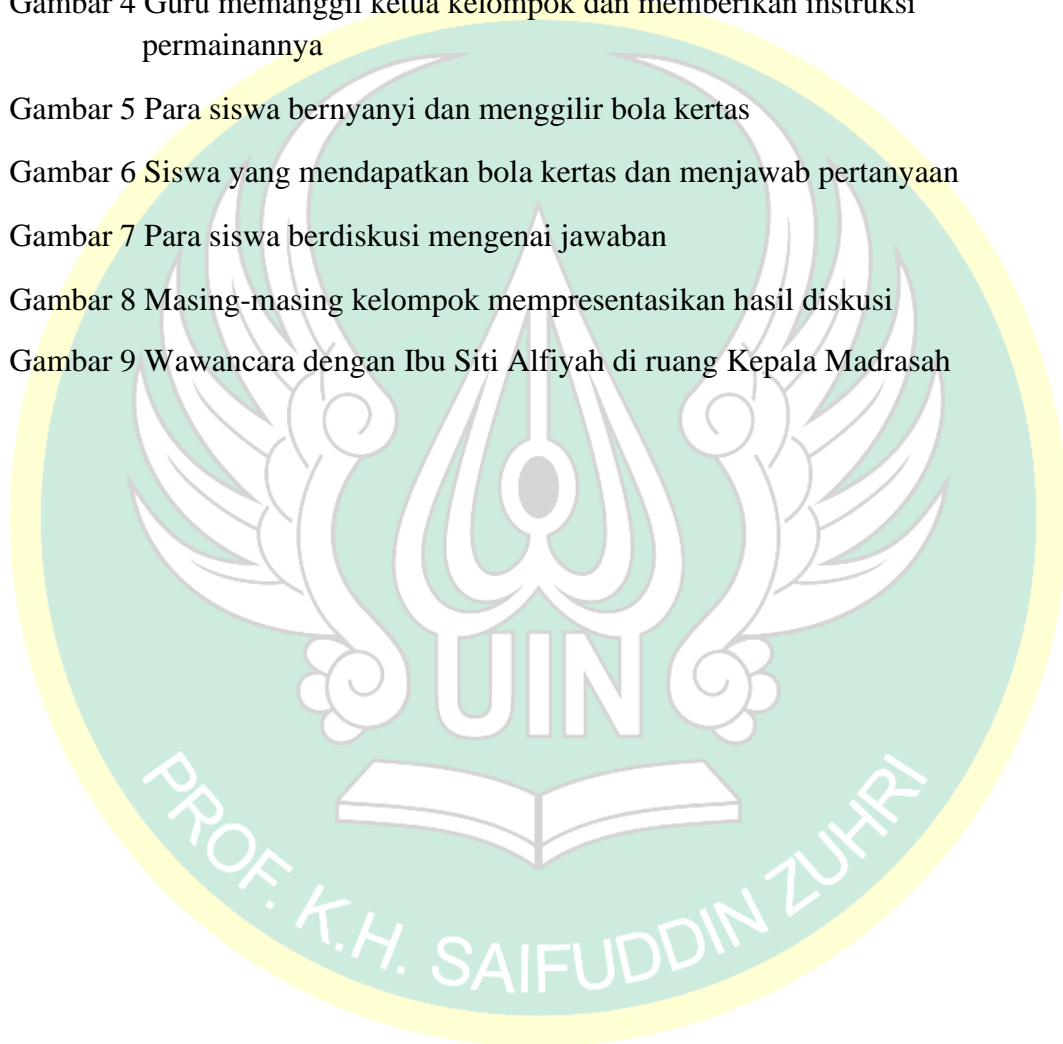 Gambar 4 Guru memanggil ketua kelompok dan memberikan instruksi
permainannya
Gambar 5 Para siswa bernyanyi dan menggilir bola kertas
Gambar 6 Siswa yang mendapatkan bola kertas dan menjawab pertanyaan
Gambar 7 Para siswa berdiskusi mengenai jawaban
Gambar 8 Masing-masing kelompok mempresentasikan hasil diskusi
Gambar 9 Wawancara dengan Ibu Siti Alfiyah di ruang Kepala Madrasah
UIN
PROF. K.H. SAIFUDDIN ZUHRI